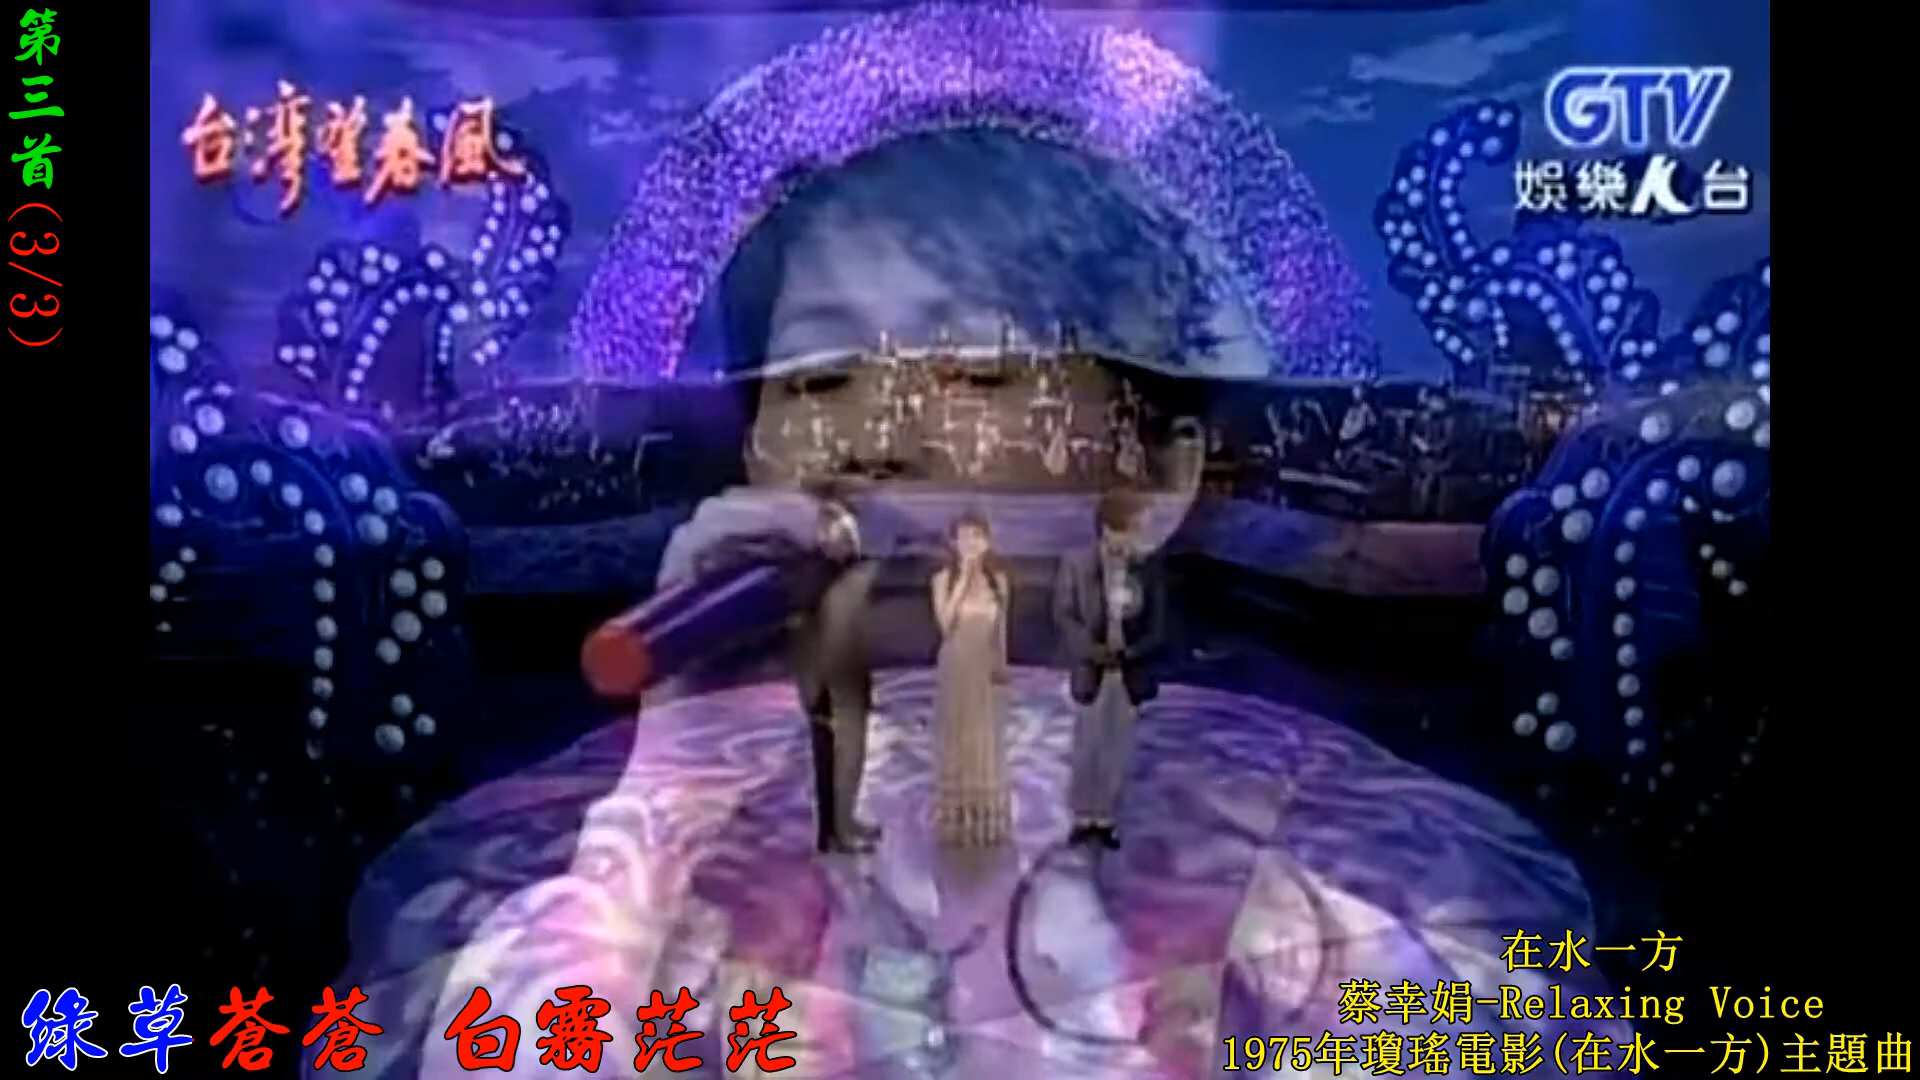 第三首(3/3)
台灣望春風
GTV
娛樂K台
綠草蒼蒼 白霧茫茫
在水一方
蔡幸娟-Relaxing Voice
1975年瓊瑤電影(在水一方)主題曲